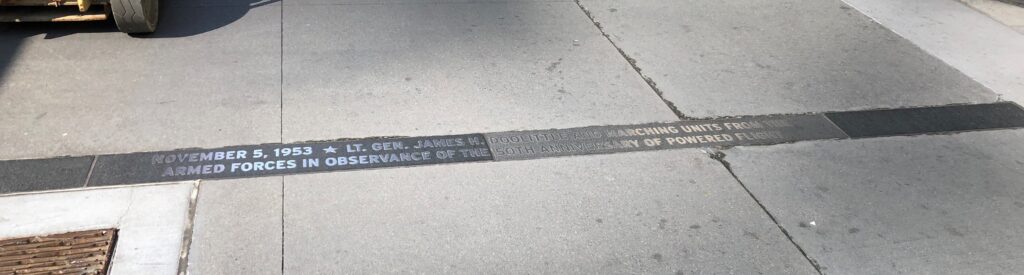 NOVEMBER 5, 1953 ★ LT. GEN. JAMES H. DOOLITTLE AND MARCHING UNITS FROM
ARMED FORCES IN OBSERVANCE OF THE 50TH ANNIVERSARY OF POWERED FLIGHT